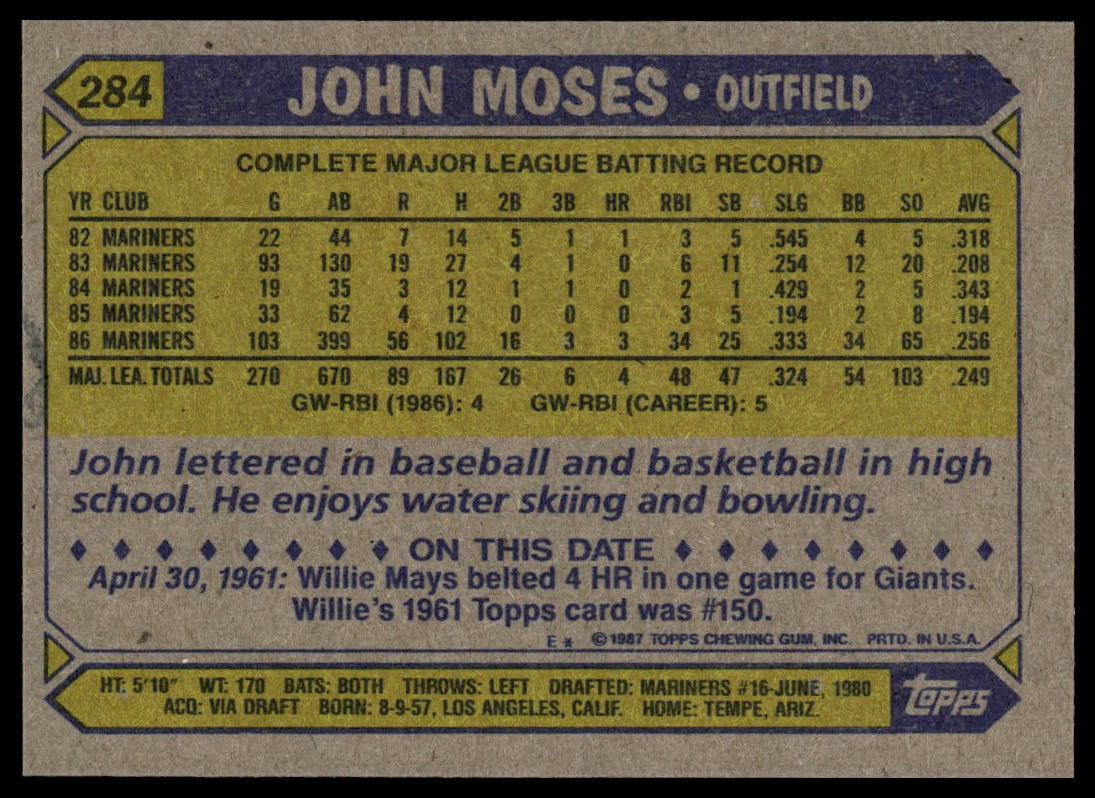 284
JOHN MOSES • OUTFIELD
COMPLETE MAJOR LEAGUE BATTING RECORD
YR CLUB G AB R H 2B 3B HR RBI SB SLG BB SO AVG
82 MARINERS 22 44 7 14 5 1 1 3 5 .545 4 5 .318
83 MARINERS 93 130 19 27 4 1 0 6 11 .254 12 20 .208
84 MARINERS 19 35 3 12 1 1 0 2 1 .429 2 5 .343
85 MARINERS 33 62 4 12 0 0 0 3 5 .194 2 8 .194
86 MARINERS 103 399 56 102 16 3 3 34 25 .333 34 65 .256
MAJ. LEA. TOTALS 270 670 89 167 26 6 4 48 47 .324 54 103 .249
GW-RBI (1986): 4 GW-RBI (CAREER): 5
John lettered in baseball and basketball in high
school. He enjoys water skiing and bowling.
ON THIS DATE
April 30, 1961: Willie Mays belted 4 HR in one game for Giants.
Willie's 1961 Topps card was #150.
E * ©1987 TOPPS CHEWING GUM, INC. PRTD. IN U.S.A.
HT: 5'10" WT: 170 BATS: BOTH THROWS: LEFT DRAFTED: MARINERS #16-JUNE, 1980
ACQ: VIA DRAFT BORN: 8-9-57, LOS ANGELES, CALIF. HOME: TEMPE, ARIZ.
topps